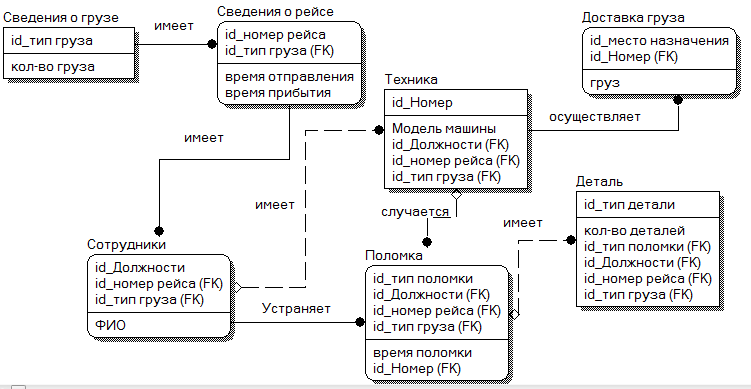 Сведения о грузе
id_тип груза
кол-во груза
имеет
Сведения о рейсе
id_номер рейса
id_тип груза (FK)
время отправления
время прибытия
Доставка груза
id_место назначения
id_Номер (FK)
груз
Техника
id_Номер
Модель машины
id_Должности (FK)
id_номер рейса (FK)
id_тип груза (FK)
осуществляет
имеет
имеет
случается
имеет
Деталь
id_тип детали
кол-во деталей
id_тип поломки (FK)
id_Должности (FK)
id_номер рейса (FK)
id_тип груза (FK)
Сотрудники
id_Должности
id_номер рейса (FK)
id_тип груза (FK)
ФИО
Устраняет
Поломка
id_тип поломки
id_Должности (FK)
id_номер рейса (FK)
id_тип груза (FK)
время поломки
id_Номер (FK)